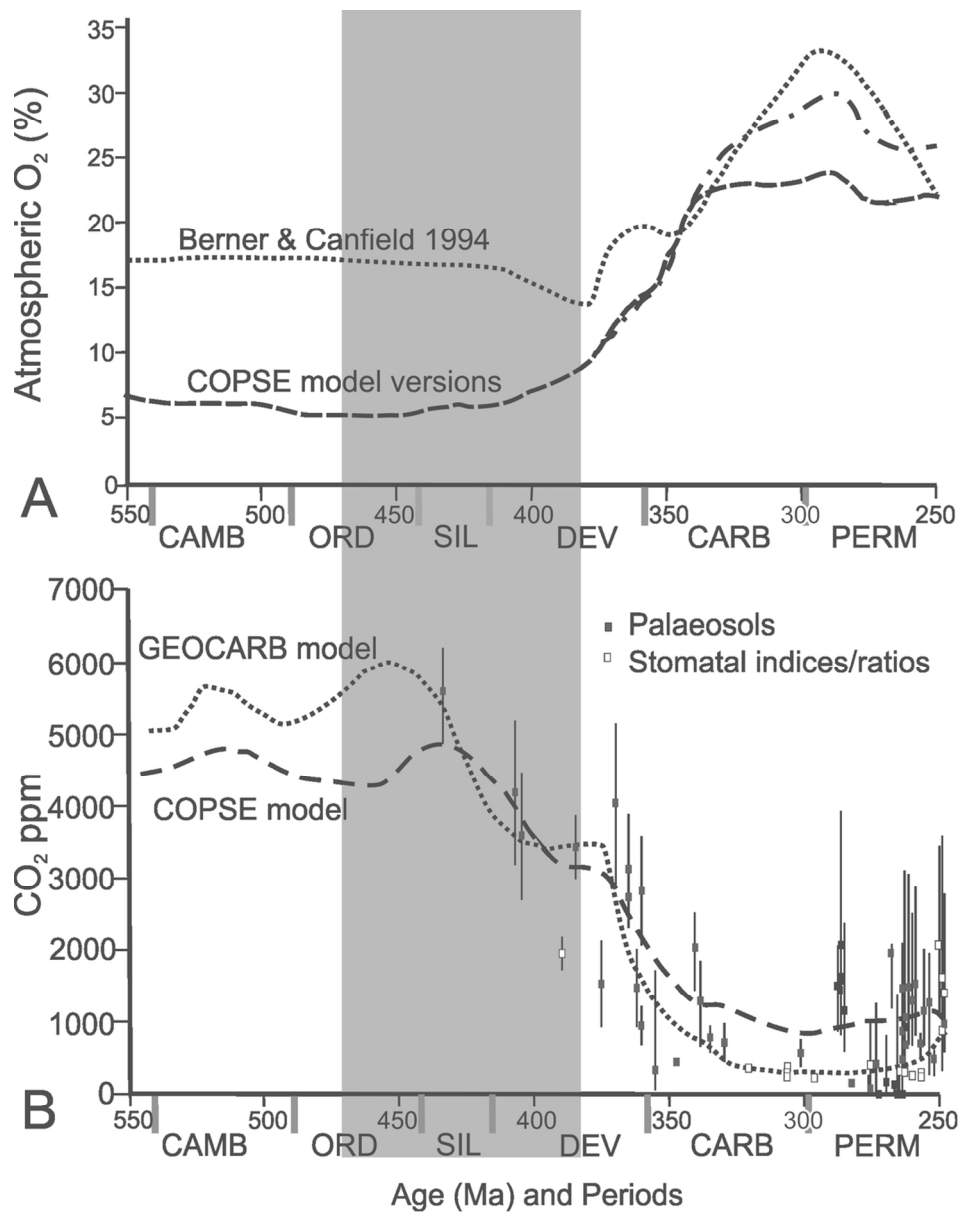 35
30
25
20
15
10
5
0
Atmospheric O₂ (%)
Berner & Canfield 1994
COPSE model versions
A
550 500 450 400 350 300 250
CAMB ORD SIL DEV CARB PERM
7000
6000
5000
4000
3000
2000
1000
0
CO₂ ppm
Palaeosols
Stomatal indices/ratios
GEOCARB model
COPSE model
B
550 500 450 400 350 300 250
CAMB ORD SIL DEV CARB PERM
Age (Ma) and Periods